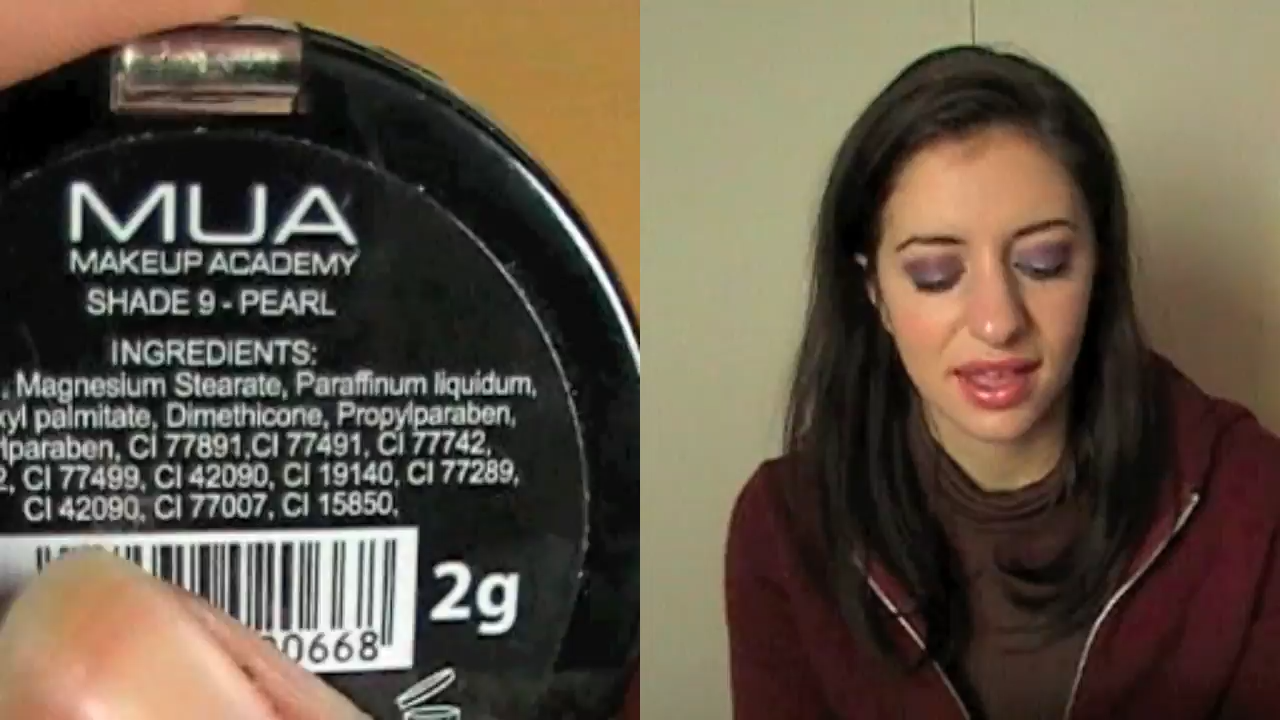 MUA
MAKEUP ACADEMY
SHADE 9 - PEARL
INGREDIENTS:
Magnesium Stearate, Paraffinum liquidum,
palmitate, Dimethicone, Propylparaben,
CI 77891,CI 77491, CI 77742,
CI 77499, CI 42090, CI 19140, CI 77289,
CI 42090, CI 77007, CI 15850,
2g
0668